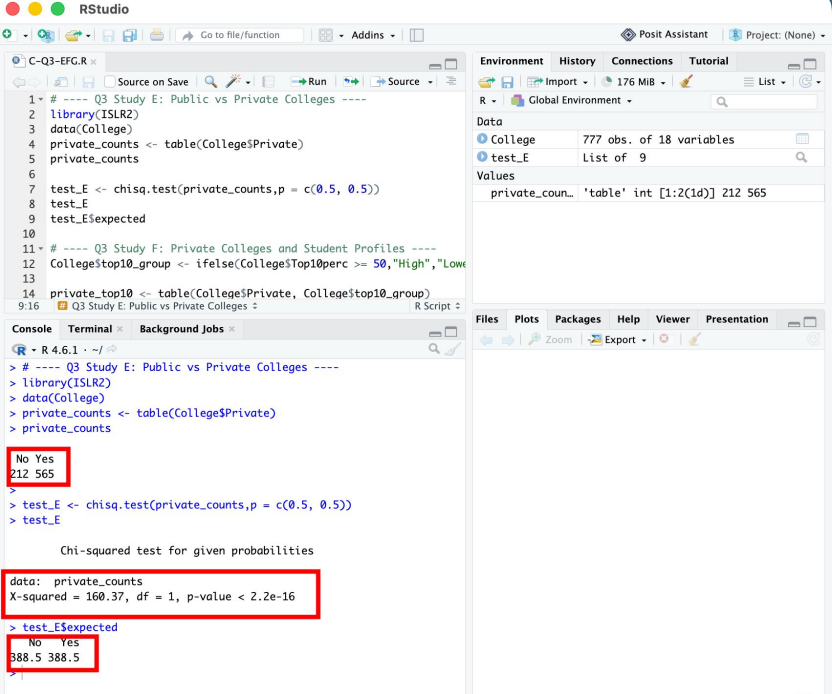 RStudio
Go to file/function
Addins
Posit Assistant
Project: (None)
C-Q3-EFG.R
Source on Save
Run
Source
1 # ---- Q3 Study E: Public vs Private Colleges ----
2 library(ISLR2)
3 data(College)
4 private_counts <- table(College$Private)
5 private_counts
6
7 test_E <- chisq.test(private_counts,p = c(0.5, 0.5))
8 test_E
9 test_E$expected
10
11 # ---- Q3 Study F: Private Colleges and Student Profiles ----
12 College$top10_group <- ifelse(College$Top10perc >= 50,"High","Lowe
13
14 private_top10 <- table(College$Private, College$top10_group)
9:16 Q3 Study E: Public vs Private Colleges R Script
Console Terminal Background Jobs
R 4.6.1 · ~/
> # ---- Q3 Study E: Public vs Private Colleges ----
> library(ISLR2)
> data(College)
> private_counts <- table(College$Private)
> private_counts
No Yes
212 565
>
> test_E <- chisq.test(private_counts,p = c(0.5, 0.5))
> test_E
Chi-squared test for given probabilities
data: private_counts
X-squared = 160.37, df = 1, p-value < 2.2e-16
> test_E$expected
No Yes
388.5 388.5
>
Environment History Connections Tutorial
Import 176 MiB List
R Global Environment
Data
College 777 obs. of 18 variables
test_E List of 9
Values
private_coun… 'table' int [1:2(1d)] 212 565
Files Plots Packages Help Viewer Presentation
Zoom Export